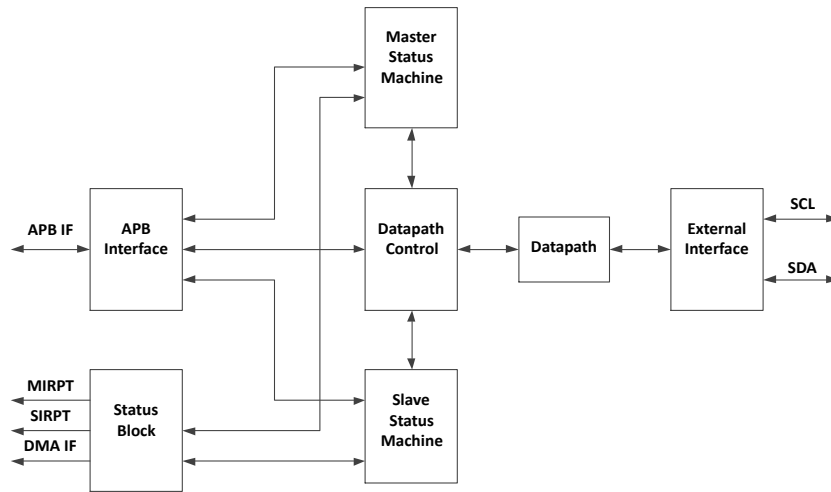 Master
Status
Machine
SCL
APB IF
APB
Interface
Datapath
Control
Datapath
External
Interface
SDA
MIRPT
SIRPT
DMA IF
Status
Block
Slave
Status
Machine